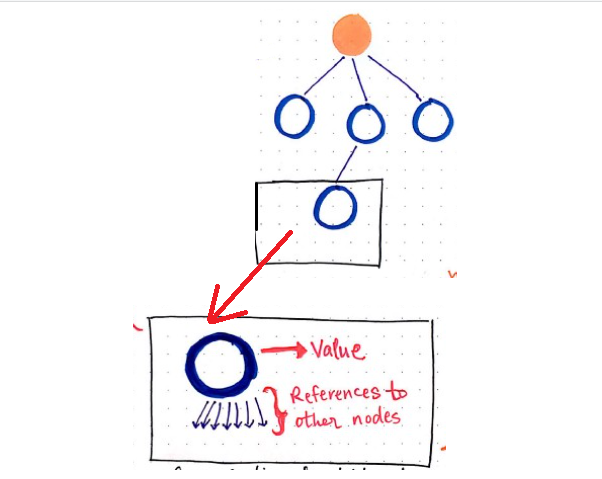 Value
References to
other nodes